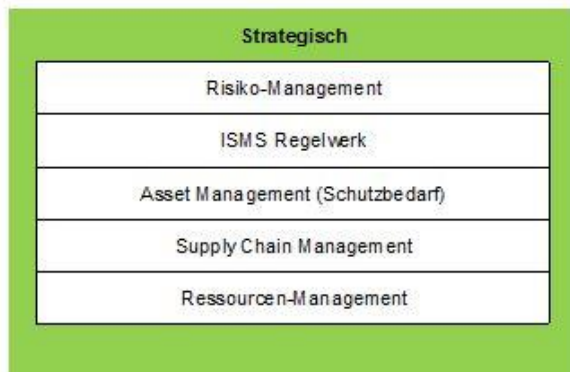 Strategisch
Risiko-Management
ISMS Regelwerk
Asset Management (Schutzbedarf)
Supply Chain Management
Ressourcen-Management